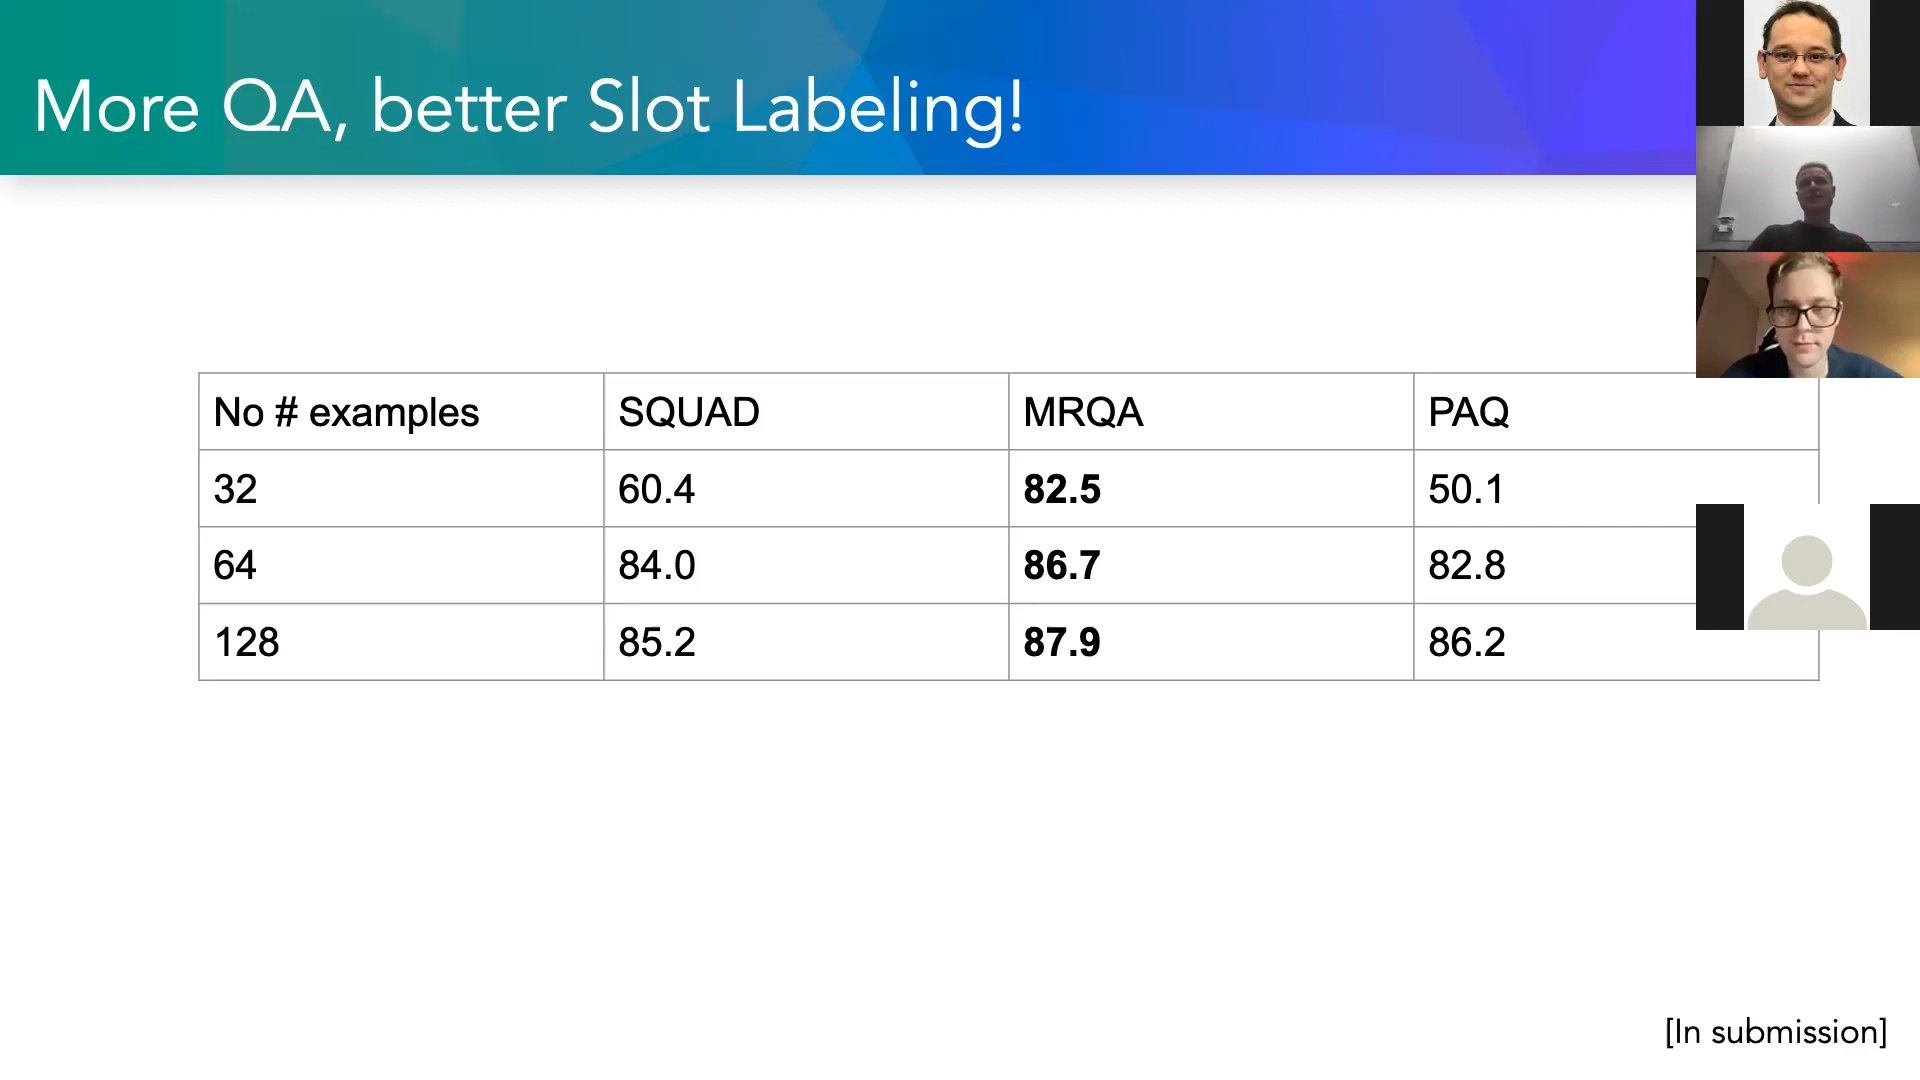 More QA, better Slot Labeling!
No # examples SQUAD MRQA PAQ
32 60.4 82.5 50.1
64 84.0 86.7 82.8
128 85.2 87.9 86.2
[In submission]